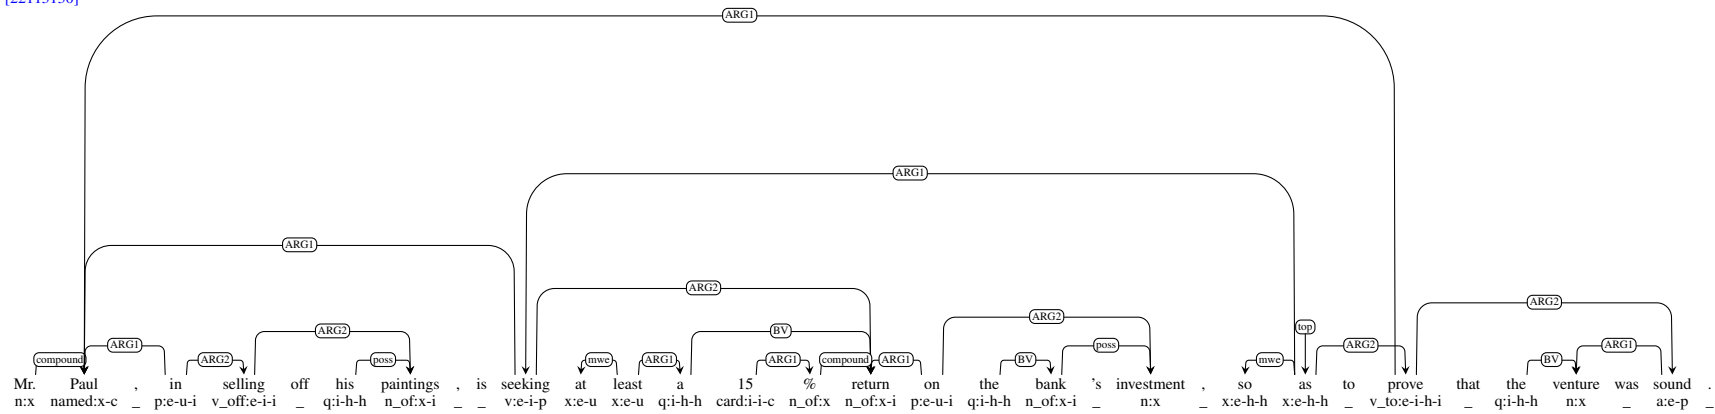 [22115150]
ARG1
ARG1
ARG1
ARG2
ARG2
ARG2
top
ARG2
BV
ARG1
ARG2
ARG1
compound
ARG2
poss
mwe
ARG1
ARG1
compound
ARG1
BV
poss
mwe
BV
Mr. Paul , in selling off his paintings , is seeking at least a 15 % return on the bank 's investment , so as to prove that the venture was sound .
n:x named:x-c _ p:e-u-i v_off:e-i-i _ q:i-h-h n_of:x-i _ _ v:e-i-p x:e-u x:e-u q:i-h-h card:i-i-c n_of:x n_of:x-i p:e-u-i q:i-h-h n_of:x-i _ n:x _ x:e-h-h x:e-h-h _ v_to:e-i-h-i _ q:i-h-h n:x _ a:e-p _